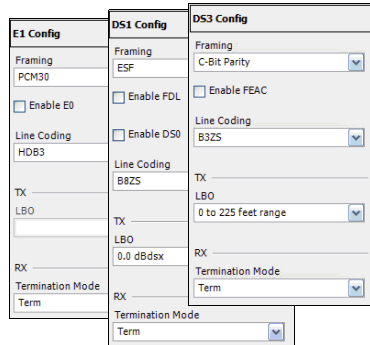 E1 Config
Framing
PCM30
Enable E0
Line Coding
HDB3
TX
LBO
RX
Termination Mode
Term
DS1 Config
Framing
ESF
Enable FDL
Enable DS0
Line Coding
B8ZS
TX
LBO
0.0 dBdsx
RX
Termination Mode
Term
DS3 Config
Framing
C-Bit Parity
Enable FEAC
Line Coding
B3ZS
TX
LBO
0 to 225 feet range
RX
Termination Mode
Term